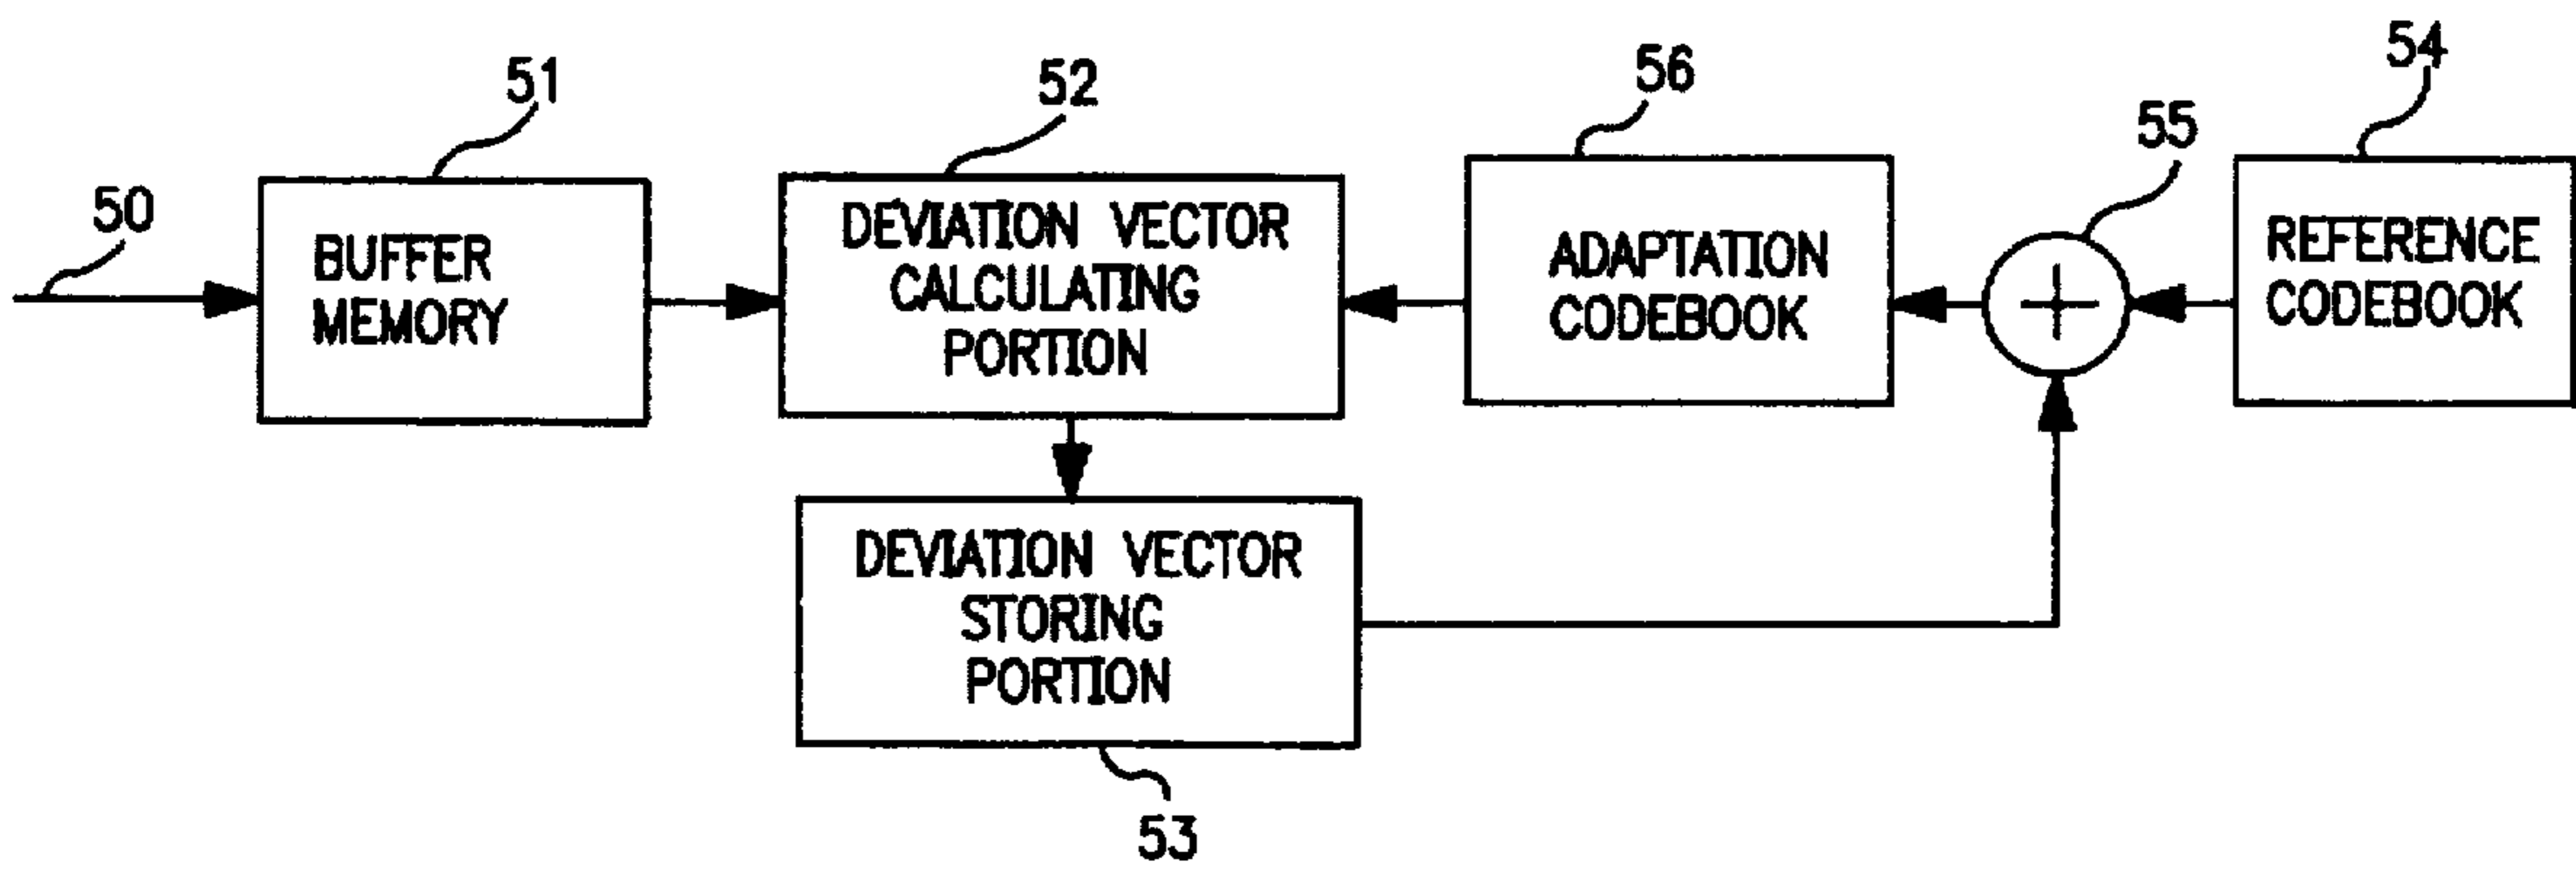 50
51
BUFFER
MEMORY
52
DEVIATION VECTOR
CALCULATING
PORTION
56
ADAPTATION
CODEBOOK
55
54
REFERENCE
CODEBOOK
DEVIATION VECTOR
STORING
PORTION
53